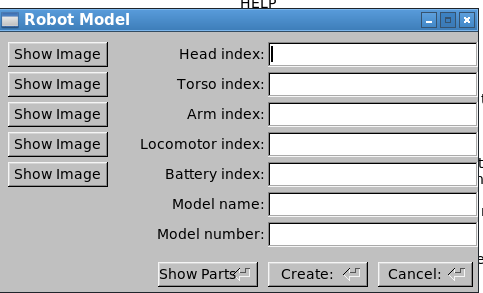 HELP
Robot Model
Show Image Head index:
Show Image Torso index:
Show Image Arm index:
Show Image Locomotor index:
Show Image Battery index:
Model name:
Model number:
Show Parts Create: Cancel: